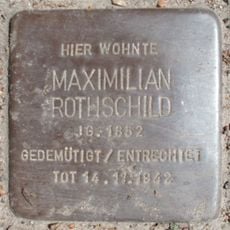 HIER WOHNTE
MAXIMILIAN
ROTHSCHILD
JG. 1862
GEDEMÜTIGT / ENTRECHTET
TOT 14.11.1942